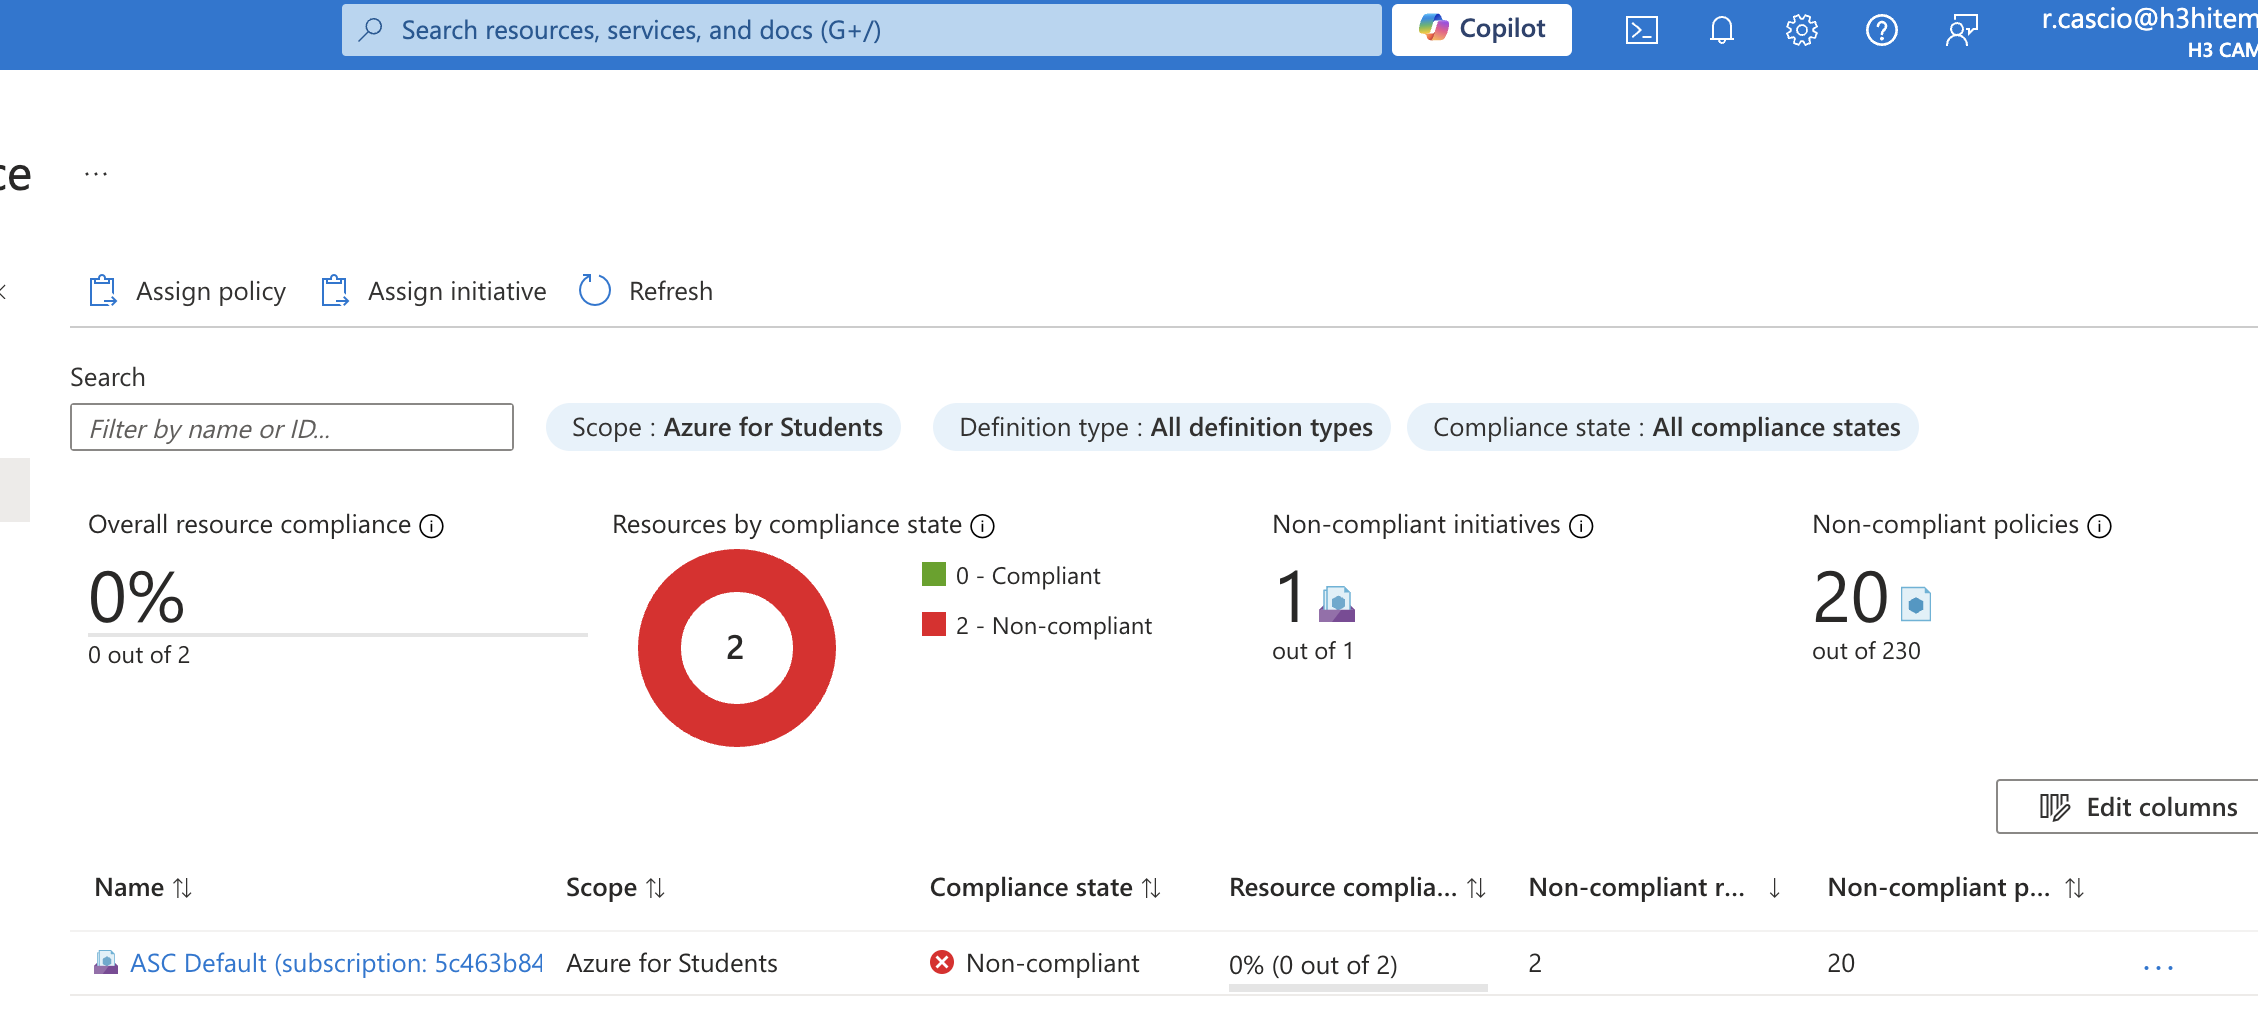 Search resources, services, and docs (G+/)
Copilot
r.cascio@h3hitem
H3 CAM
ce
...
Assign policy
Assign initiative
Refresh
Search
Filter by name or ID...
Scope : Azure for Students
Definition type : All definition types
Compliance state : All compliance states
Overall resource compliance
0%
0 out of 2
Resources by compliance state
2
0 - Compliant
2 - Non-compliant
Non-compliant initiatives
1
out of 1
Non-compliant policies
20
out of 230
Edit columns
Name Scope Compliance state Resource complia... Non-compliant r... Non-compliant p...
ASC Default (subscription: 5c463b84 Azure for Students Non-compliant 0% (0 out of 2) 2 20 ...